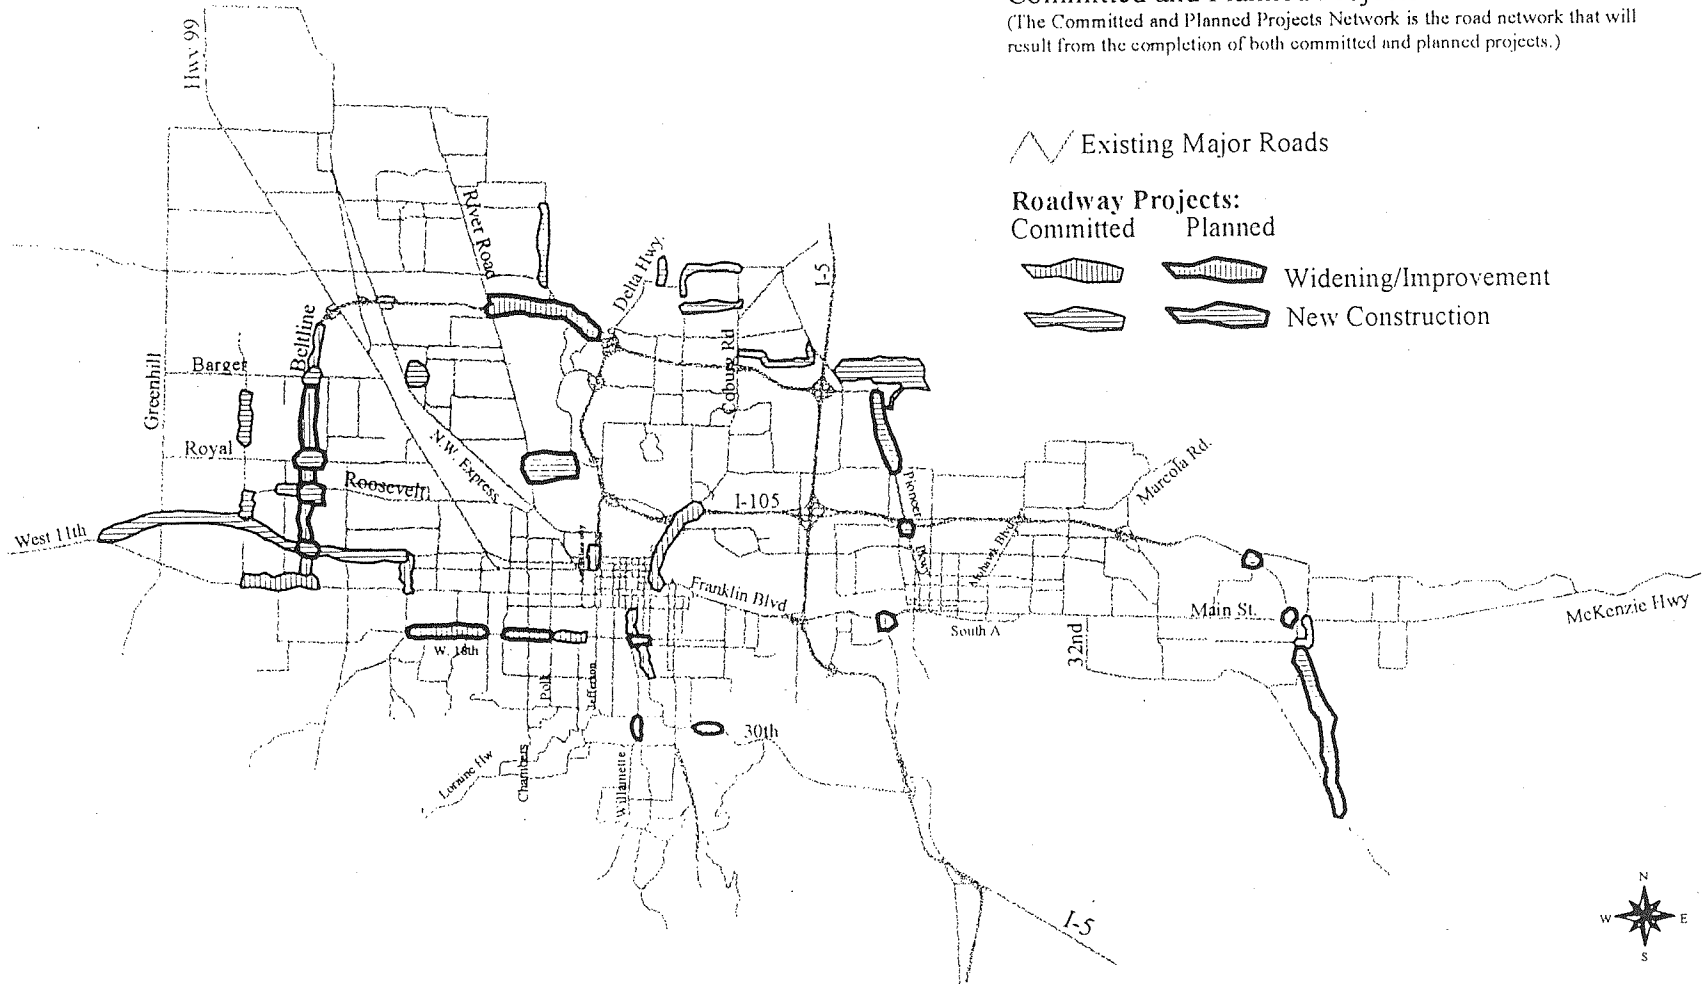 (The Committed and Planned Projects Network is the road network that will
result from the completion of both committed and planned projects.)
Existing Major Roads
Roadway Projects:
Committed Planned
Widening/Improvement
New Construction
Hwy 99
River Road
Delta Hwy.
I-5
Beltline
Barger
Greenhill
Coburg Rd
Royal
N.W. Express
Roosevelt
Marcola Rd.
Pioneer
Pkwy
I-105
West 11th
Mohawk Blvd
Franklin Blvd
Main St.
McKenzie Hwy
South A
32nd
W. 18th
Polk
Jefferson
30th
Lorane Hw
Chambers
Willamette
I-5
N
W E
S